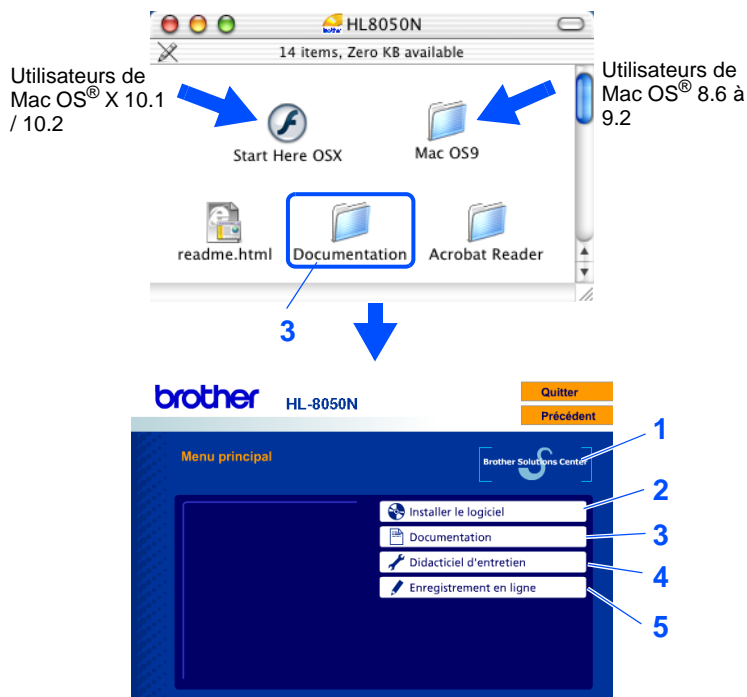 HL8050N
14 items, Zero KB available
Utilisateurs de
Mac OS® X 10.1
/ 10.2
Utilisateurs de
Mac OS® 8.6 à
9.2
Start Here OSX
Mac OS9
readme.html
Documentation
Acrobat Reader
3
brother
HL-8050N
Quitter
Précédent
1
Menu principal
Brother Solutions Center
2
Installer le logiciel
3
Documentation
4
Didacticiel d'entretien
5
Enregistrement en ligne